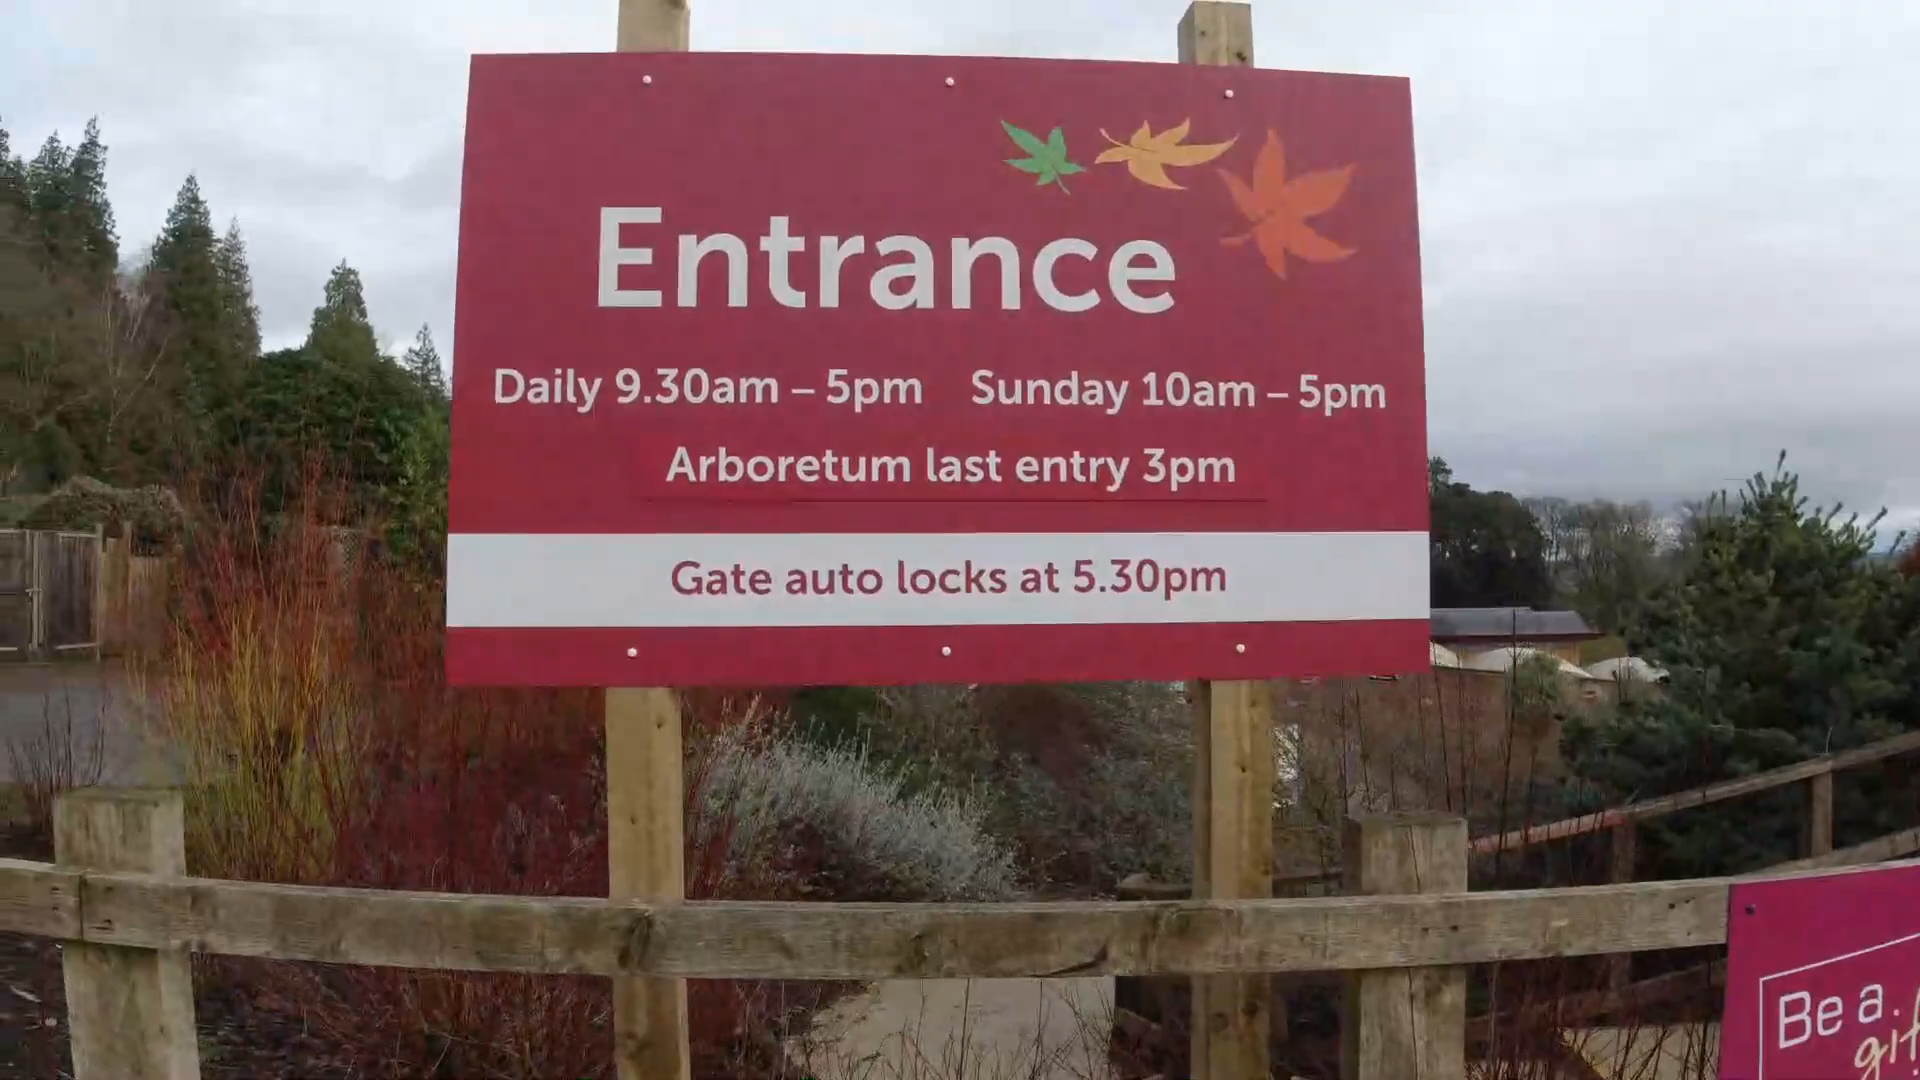 Entrance
Daily 9.30am – 5pm Sunday 10am – 5pm
Arboretum last entry 3pm
Gate auto locks at 5.30pm
Be a